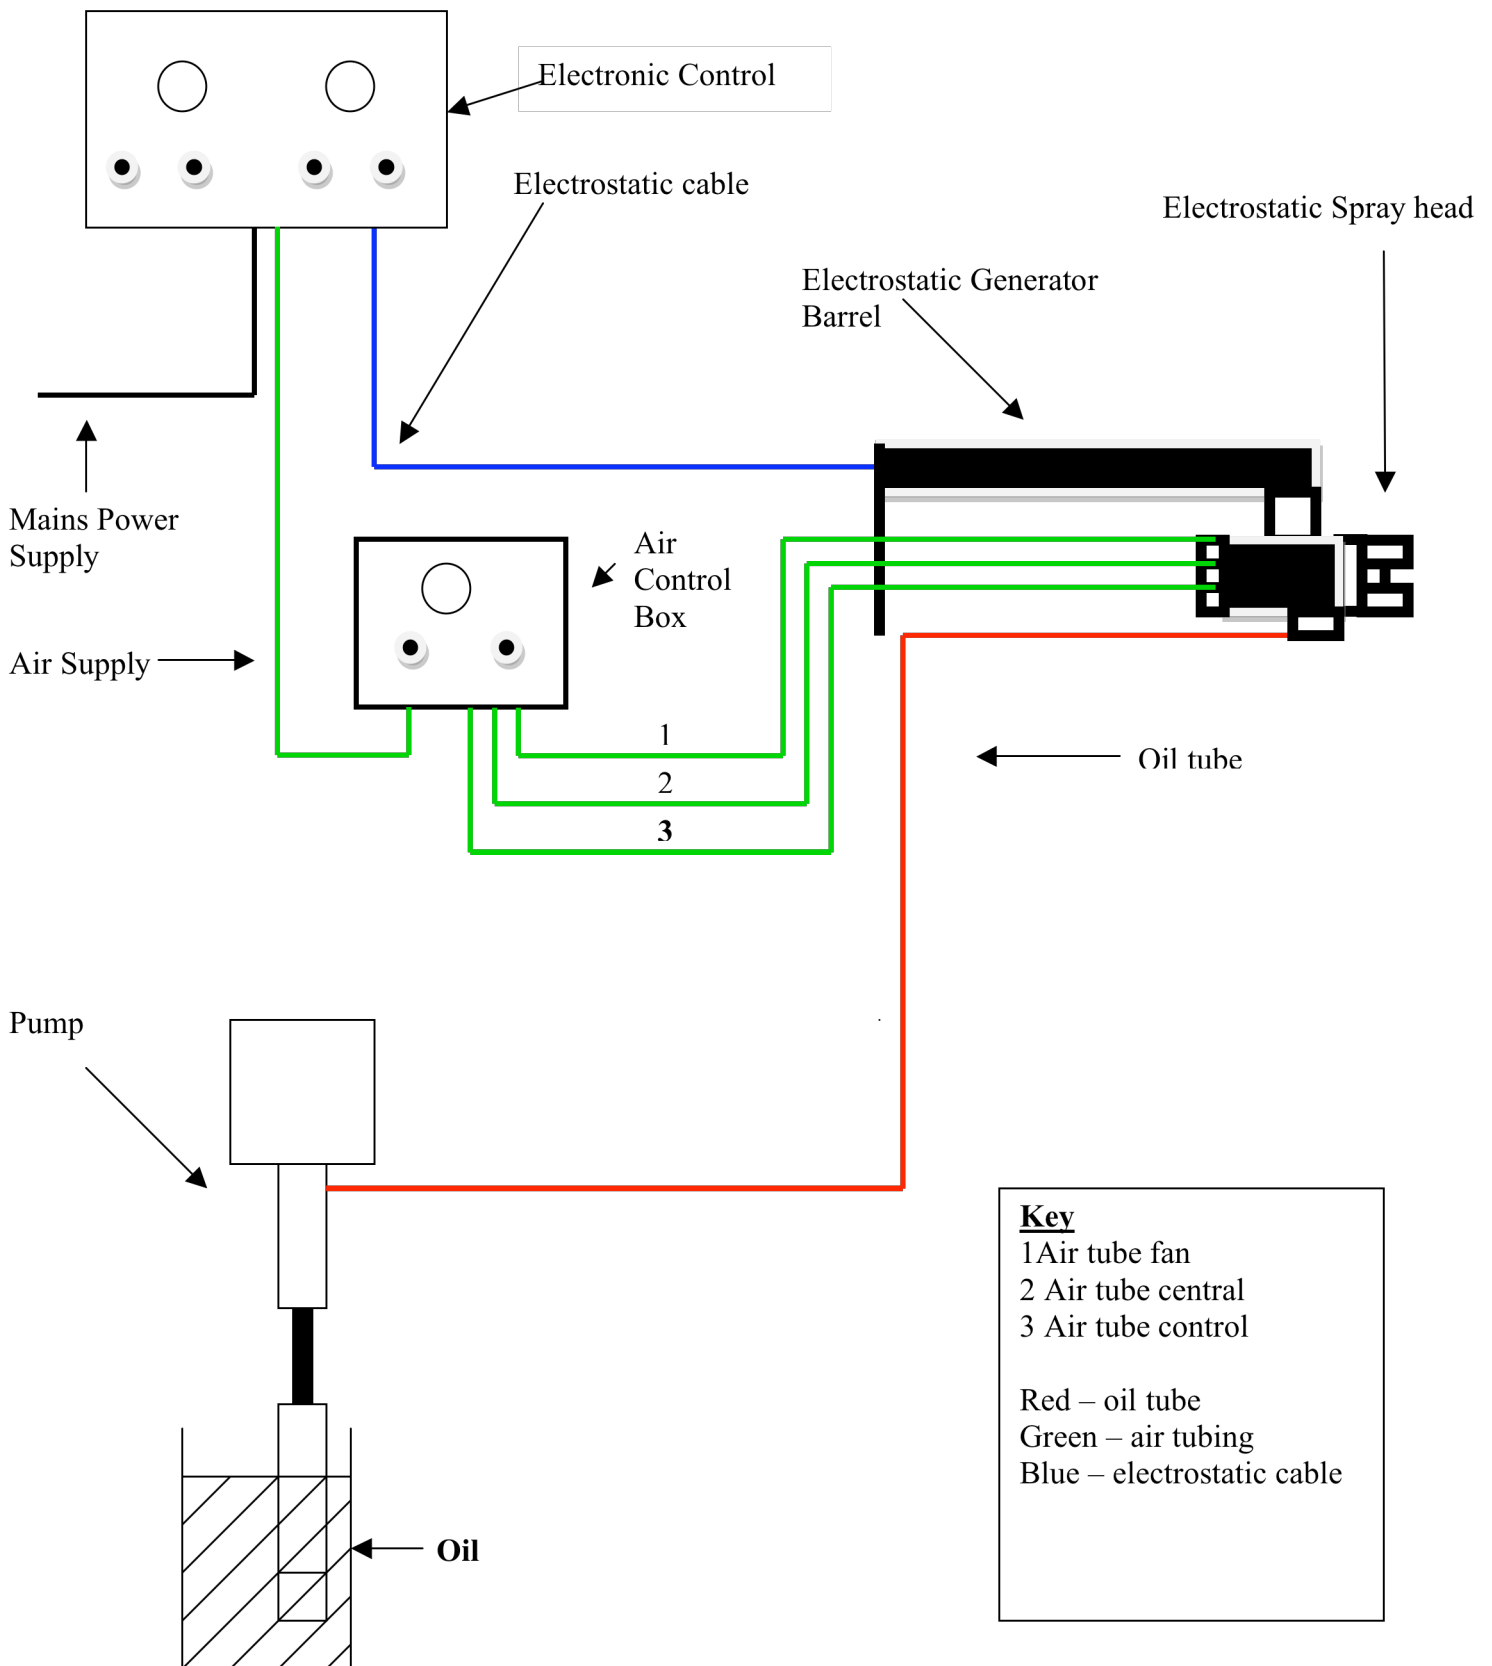 Electronic Control
Electrostatic cable
Electrostatic Spray head
Electrostatic Generator
Barrel
Mains Power
Supply
Air
Control
Box
Air Supply
1
2
3
Oil tube
Pump
Key
1Air tube fan
2 Air tube central
3 Air tube control
Red – oil tube
Green – air tubing
Blue – electrostatic cable
Oil